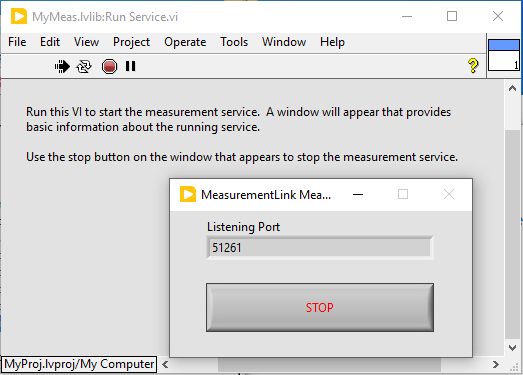 MyMeas.lvlib:Run Service.vi
File Edit View Project Operate Tools Window Help
1
Run this VI to start the measurement service. A window will appear that provides
basic information about the running service.
Use the stop button on the window that appears to stop the measurement service.
MeasurementLink Mea...
Listening Port
51261
STOP
MyProj.lvproj/My Computer